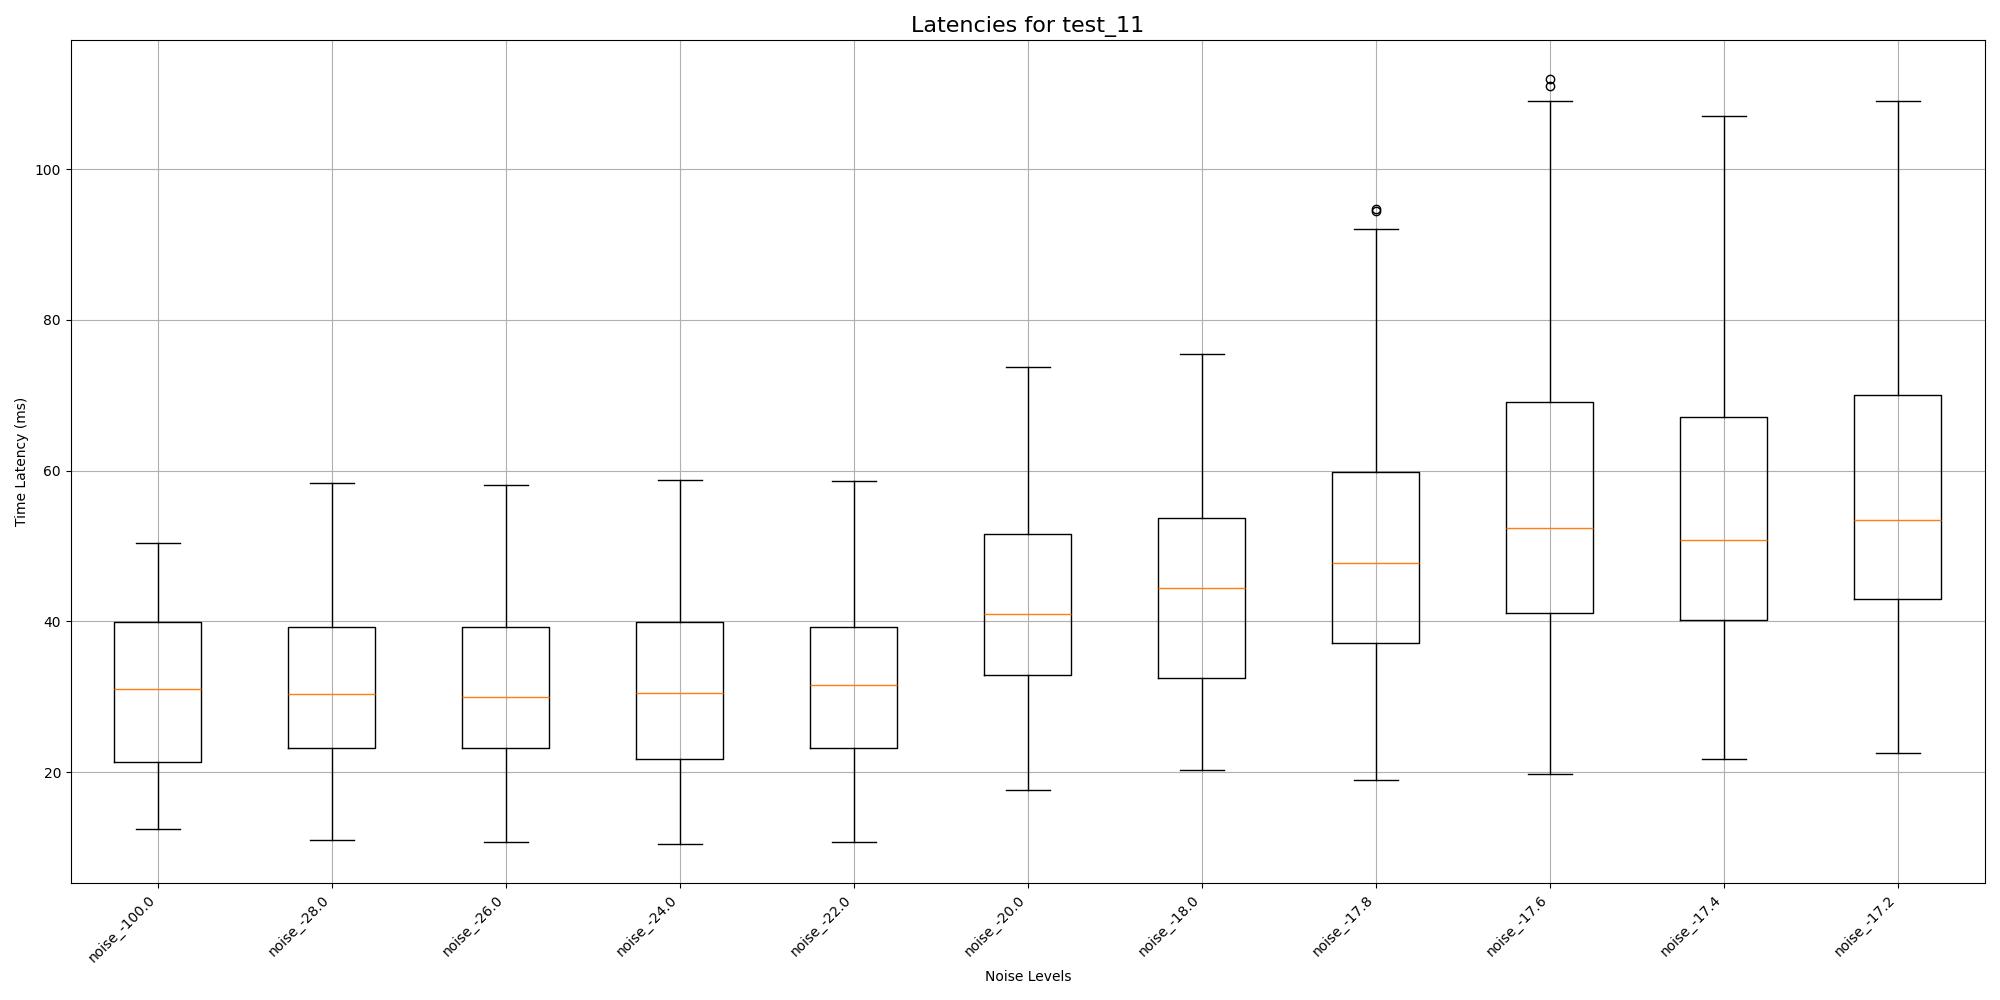 Latencies for test_11
Time Latency (ms)
100
80
60
40
20
noise_-100.0
noise_-28.0
noise_-26.0
noise_-24.0
noise_-22.0
noise_-20.0
noise_-18.0
noise_-17.8
noise_-17.6
noise_-17.4
noise_-17.2
Noise Levels